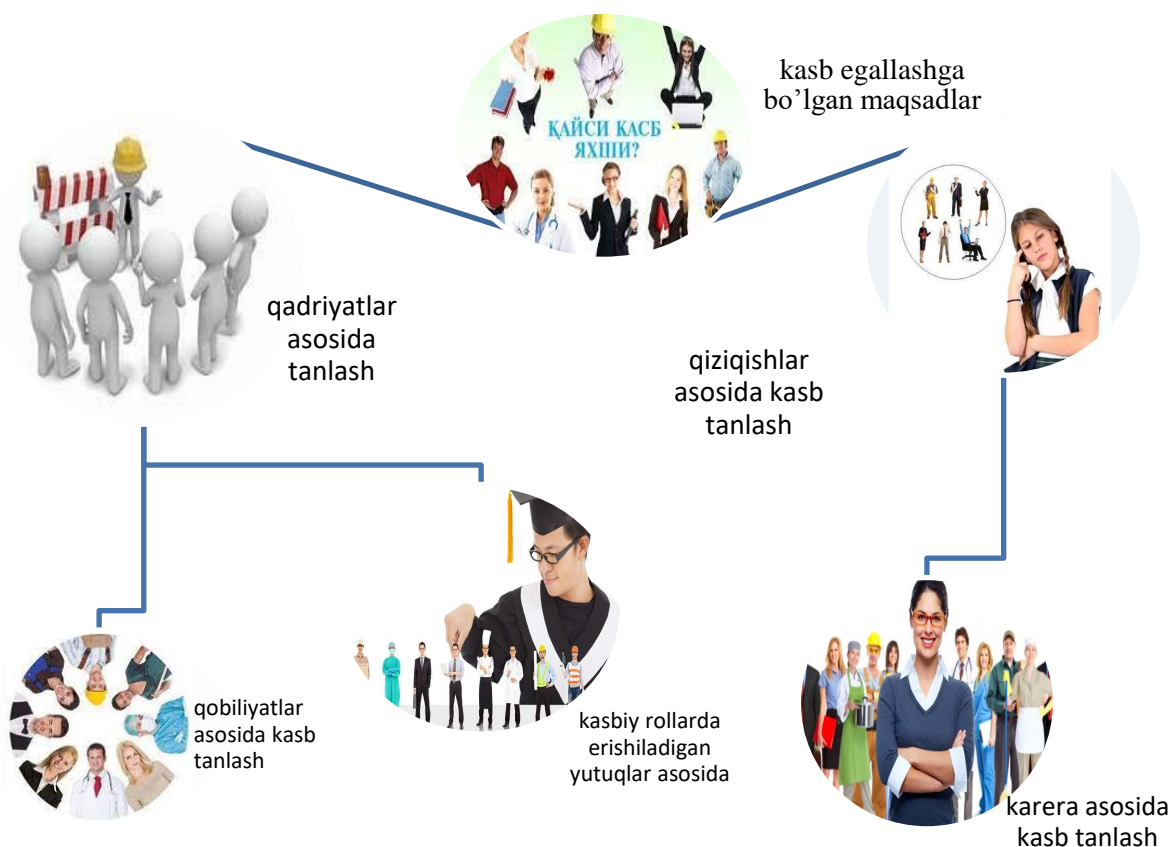 kasb egallashga
bo’lgan maqsadlar
ҚАЙСИ КАСБ
ЯХШИ?
qadriyatlar
asosida
tanlash
qiziqishlar
asosida kasb
tanlash
qobiliyatlar
asosida kasb
tanlash
kasbiy rollarda
erishiladigan
yutuqlar asosida
karera asosida
kasb tanlash